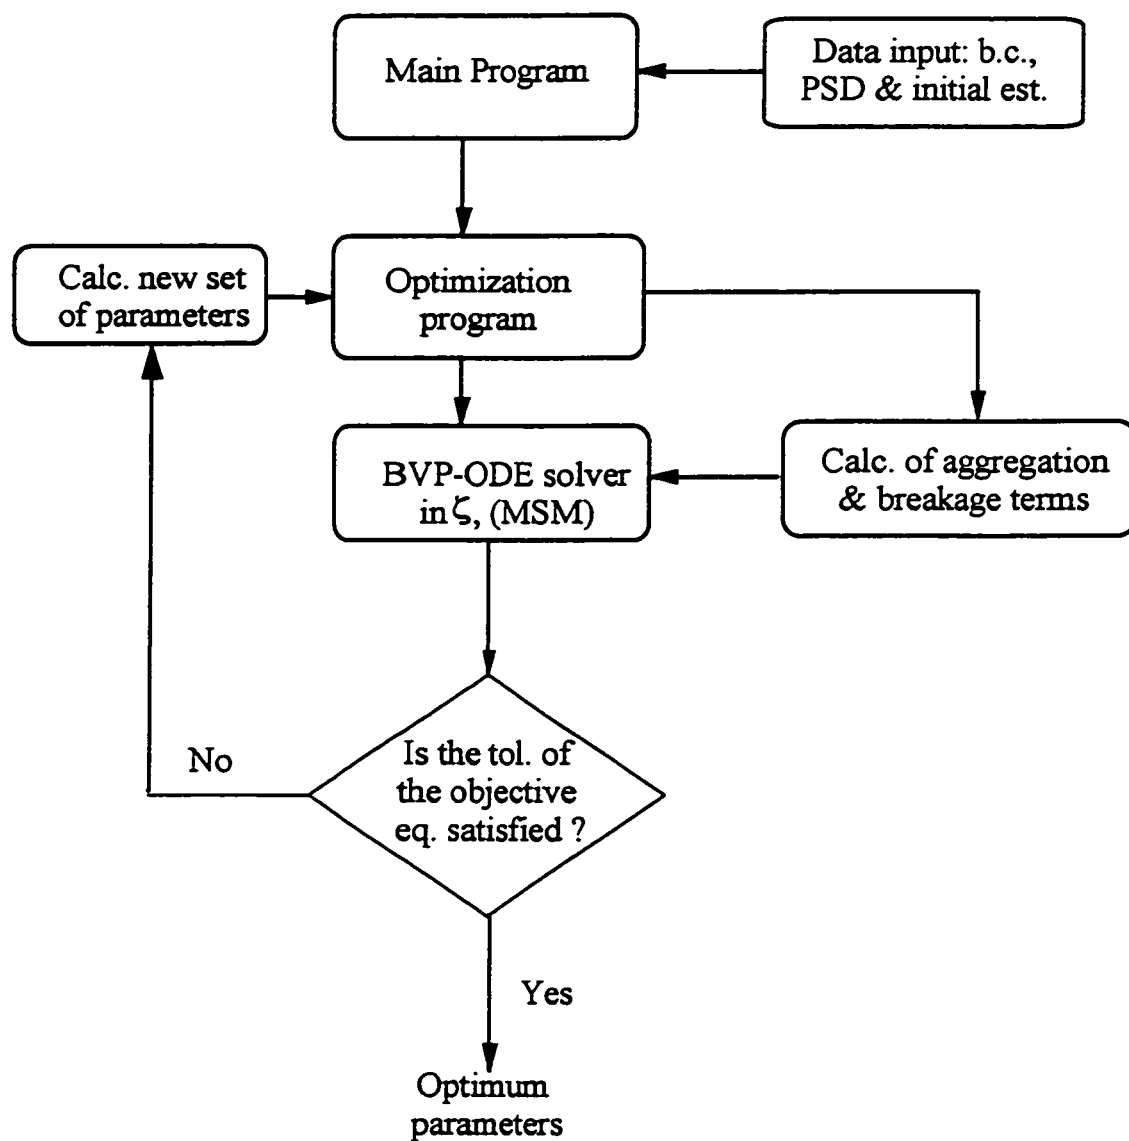 Main Program
Data input: b.c.,
PSD & initial est.
Calc. new set
of parameters
Optimization
program
BVP-ODE solver
in ζ, (MSM)
Calc. of aggregation
& breakage terms
No
Is the tol. of
the objective
eq. satisfied ?
Yes
Optimum
parameters